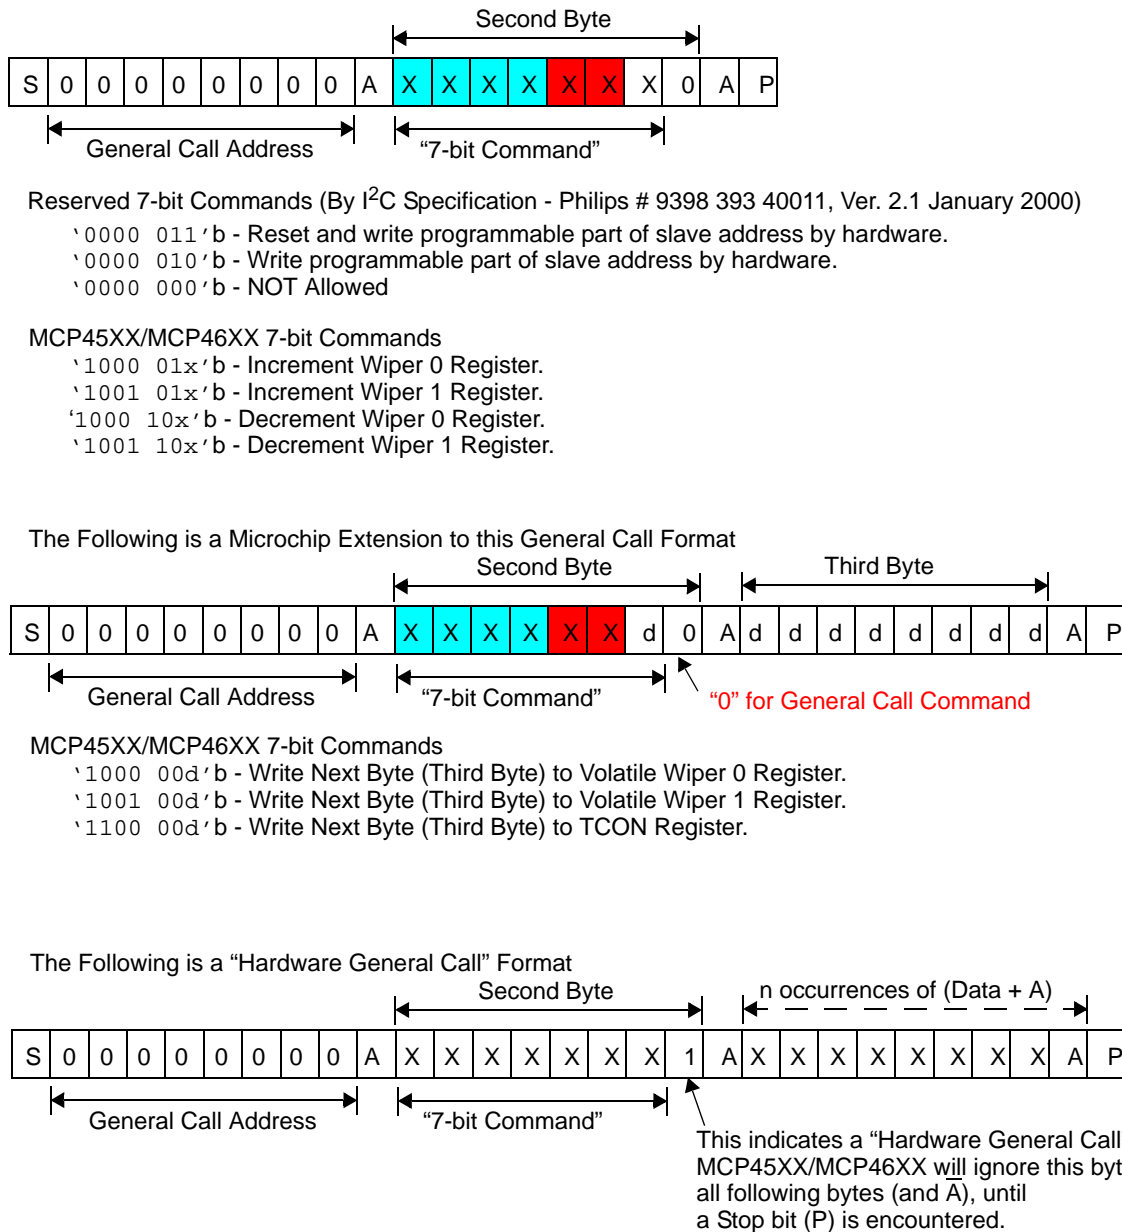 Second Byte
S 0 0 0 0 0 0 0 0 A X X X X X X X 0 A P
General Call Address “7-bit Command”
Reserved 7-bit Commands (By I2C Specification - Philips # 9398 393 40011, Ver. 2.1 January 2000)
‘0000 011’b - Reset and write programmable part of slave address by hardware.
‘0000 010’b - Write programmable part of slave address by hardware.
‘0000 000’b - NOT Allowed
MCP45XX/MCP46XX 7-bit Commands
‘1000 01x’b - Increment Wiper 0 Register.
‘1001 01x’b - Increment Wiper 1 Register.
‘1000 10x’b - Decrement Wiper 0 Register.
‘1001 10x’b - Decrement Wiper 1 Register.
The Following is a Microchip Extension to this General Call Format
Second Byte Third Byte
S 0 0 0 0 0 0 0 0 A X X X X X X d 0 A d d d d d d d d A P
General Call Address “7-bit Command” “0” for General Call Command
MCP45XX/MCP46XX 7-bit Commands
‘1000 00d’b - Write Next Byte (Third Byte) to Volatile Wiper 0 Register.
‘1001 00d’b - Write Next Byte (Third Byte) to Volatile Wiper 1 Register.
‘1100 00d’b - Write Next Byte (Third Byte) to TCON Register.
The Following is a “Hardware General Call” Format
Second Byte n occurrences of (Data + A)
S 0 0 0 0 0 0 0 0 A X X X X X X X 1 A X X X X X X X X A P
General Call Address “7-bit Command”
This indicates a “Hardware General Call
MCP45XX/MCP46XX will ignore this byt
all following bytes (and A̅), until
a Stop bit (P) is encountered.